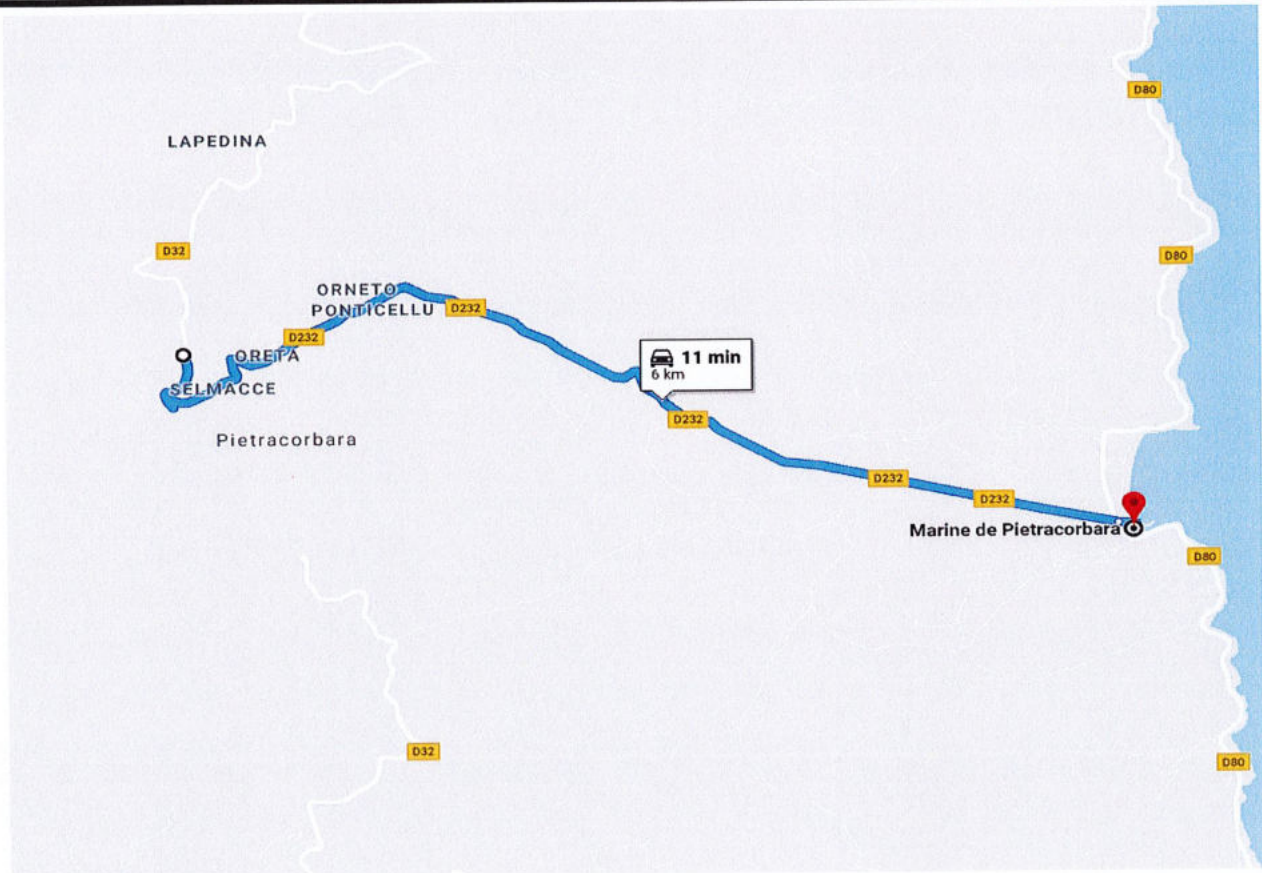 D80
LAPEDINA
D32
D80
ORNETO
PONTICELLU
D232
D232
11 min
6 km
ORETA
SELMACCE
D232
Pietracorbara
D232
D232
Marine de Pietracorbara
D80
D32
D80